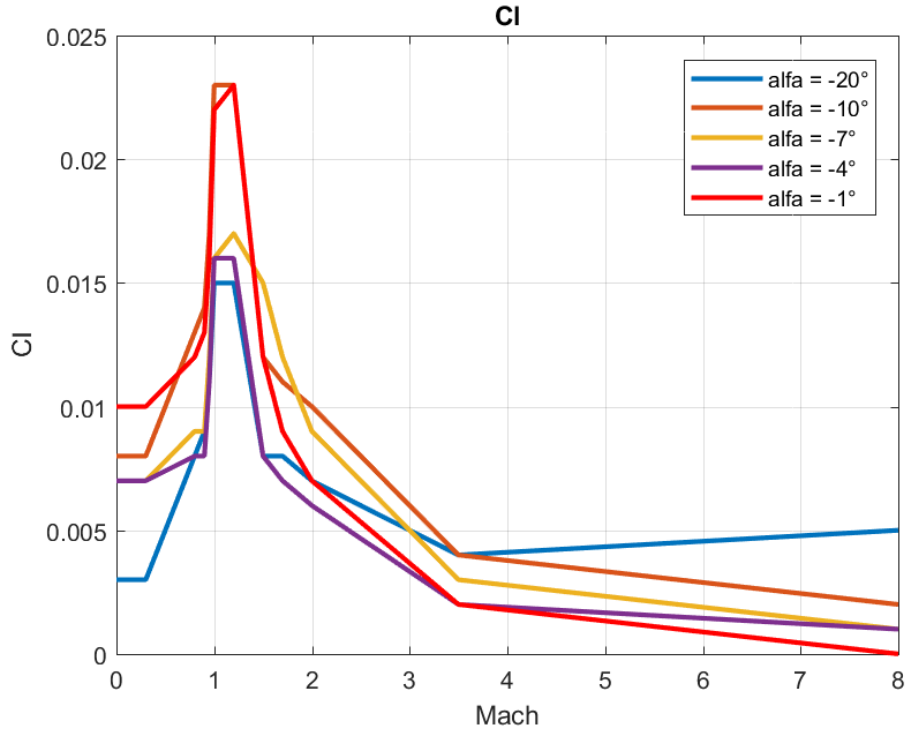 Cl
0.025
0.02
0.015
0.01
0.005
0
Cl
alfa = -20°
alfa = -10°
alfa = -7°
alfa = -4°
alfa = -1°
0 1 2 3 4 5 6 7 8
Mach